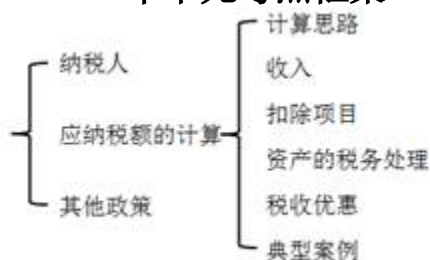 纳税人
应纳税额的计算
其他政策
计算思路
收入
扣除项目
资产的税务处理
税收优惠
典型案例